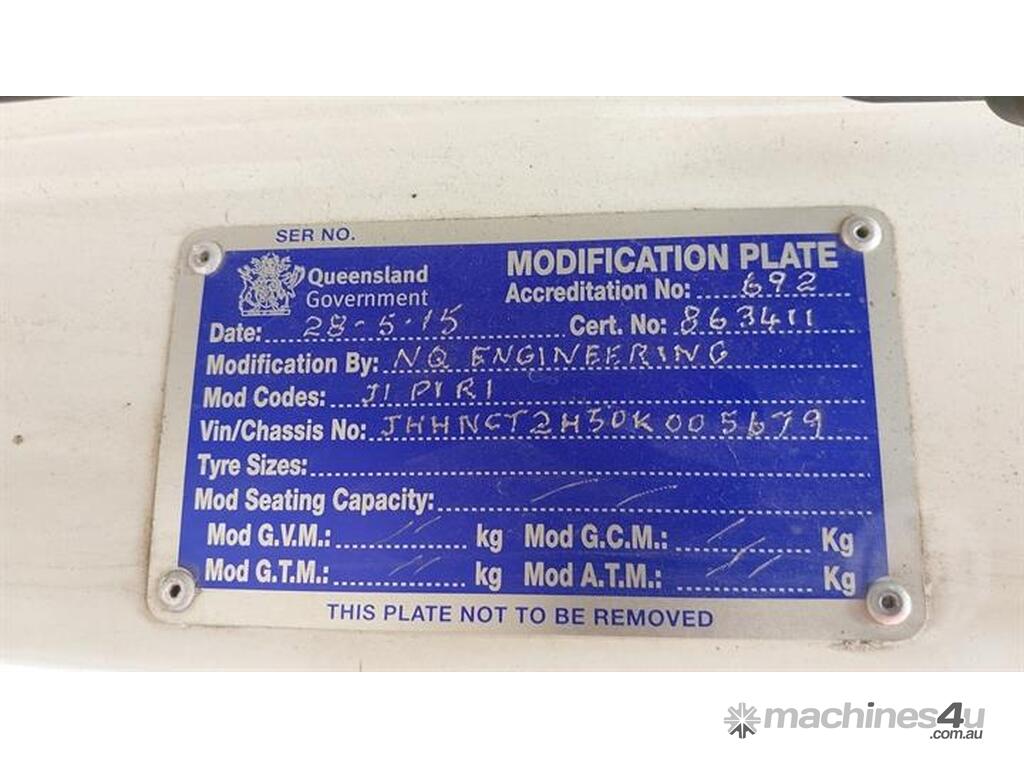 SER NO.
Queensland Government
MODIFICATION PLATE
Accreditation No: 692
Date: 28-5-15 Cert. No: 863411
Modification By: NQ ENGINEERING
Mod Codes: J1 P1 R1
Vin/Chassis No: JHHNCT2H50K005679
Tyre Sizes:
Mod Seating Capacity: / /
Mod G.V.M.: // kg Mod G.C.M.: // Kg
Mod G.T.M.: // kg Mod A.T.M.: // Kg
THIS PLATE NOT TO BE REMOVED
machines4u
.com.au